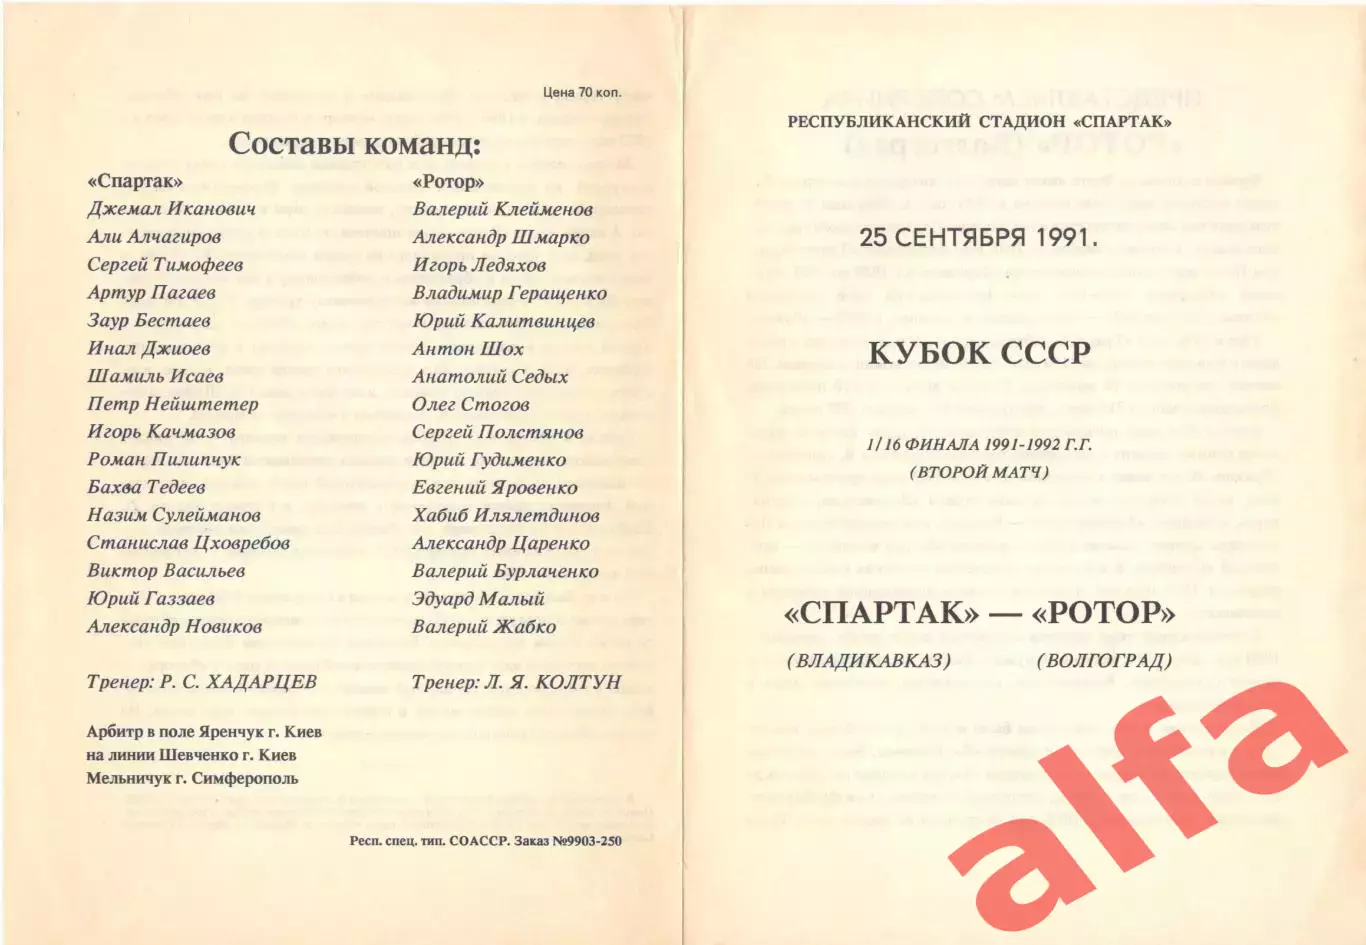 Цена 70 коп.
Составы команд:
«Спартак»
Джемал Иканович
Али Алчагиров
Сергей Тимофеев
Артур Пагаев
Заур Бестаев
Инал Джиоев
Шамиль Исаев
Петр Нейштетер
Игорь Качмазов
Роман Пилипчук
Бахва Тедеев
Назим Сулейманов
Станислав Цховребов
Виктор Васильев
Юрий Газзаев
Александр Новиков
Тренер: Р. С. ХАДАРЦЕВ
«Ротор»
Валерий Клейменов
Александр Шмарко
Игорь Ледяхов
Владимир Геращенко
Юрий Калитвинцев
Антон Шох
Анатолий Седых
Олег Стогов
Сергей Полстянов
Юрий Гудименко
Евгений Яровенко
Хабиб Илялетдинов
Александр Царенко
Валерий Бурлаченко
Эдуард Малый
Валерий Жабко
Тренер: Л. Я. КОЛТУН
Арбитр в поле Яренчук г. Киев
на линии Шевченко г. Киев
Мельничук г. Симферополь
Респ. спец. тип. СОАССР. Заказ №9903-250
РЕСПУБЛИКАНСКИЙ СТАДИОН «СПАРТАК»
25 СЕНТЯБРЯ 1991.
КУБОК СССР
1/16 ФИНАЛА 1991-1992 Г.Г.
(ВТОРОЙ МАТЧ)
«СПАРТАК» — «РОТОР»
(ВЛАДИКАВКАЗ) (ВОЛГОГРАД)
alfa